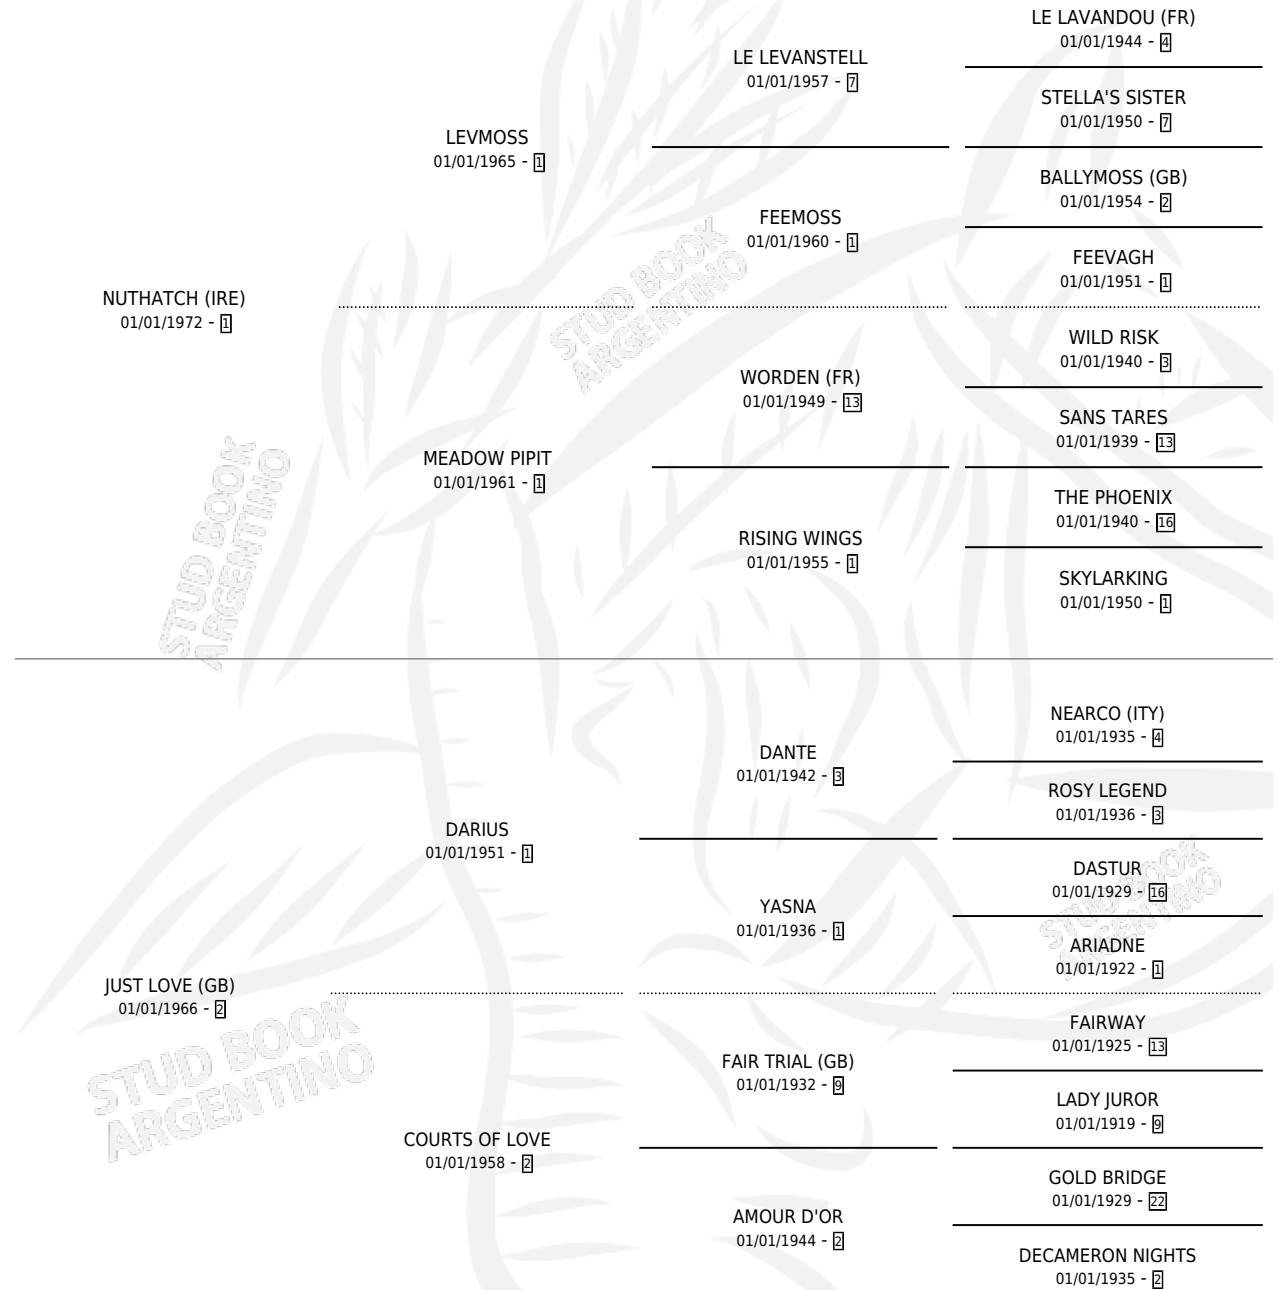 NUTHATCH (IRE)
01/01/1972 - 1
LEVMOSS
01/01/1965 - 1
LE LEVANSTELL
01/01/1957 - 7
LE LAVANDOU (FR)
01/01/1944 - 4
STELLA'S SISTER
01/01/1950 - 7
FEEMOSS
01/01/1960 - 1
BALLYMOSS (GB)
01/01/1954 - 2
FEEVAGH
01/01/1951 - 1
MEADOW PIPIT
01/01/1961 - 1
WORDEN (FR)
01/01/1949 - 13
WILD RISK
01/01/1940 - 3
SANS TARES
01/01/1939 - 13
RISING WINGS
01/01/1955 - 1
THE PHOENIX
01/01/1940 - 16
SKYLARKING
01/01/1950 - 1
JUST LOVE (GB)
01/01/1966 - 2
DARIUS
01/01/1951 - 1
DANTE
01/01/1942 - 3
NEARCO (ITY)
01/01/1935 - 4
ROSY LEGEND
01/01/1936 - 3
YASNA
01/01/1936 - 1
DASTUR
01/01/1929 - 16
ARIADNE
01/01/1922 - 1
COURTS OF LOVE
01/01/1958 - 2
FAIR TRIAL (GB)
01/01/1932 - 9
FAIRWAY
01/01/1925 - 13
LADY JUROR
01/01/1919 - 9
AMOUR D'OR
01/01/1944 - 2
GOLD BRIDGE
01/01/1929 - 22
DECAMERON NIGHTS
01/01/1935 - 2
STUD BOOK
ARGENTINO
STUD BOOK
ARGENTINO
STUD BOOK
ARGENTINO
STUD BOOK
ARGENTINO